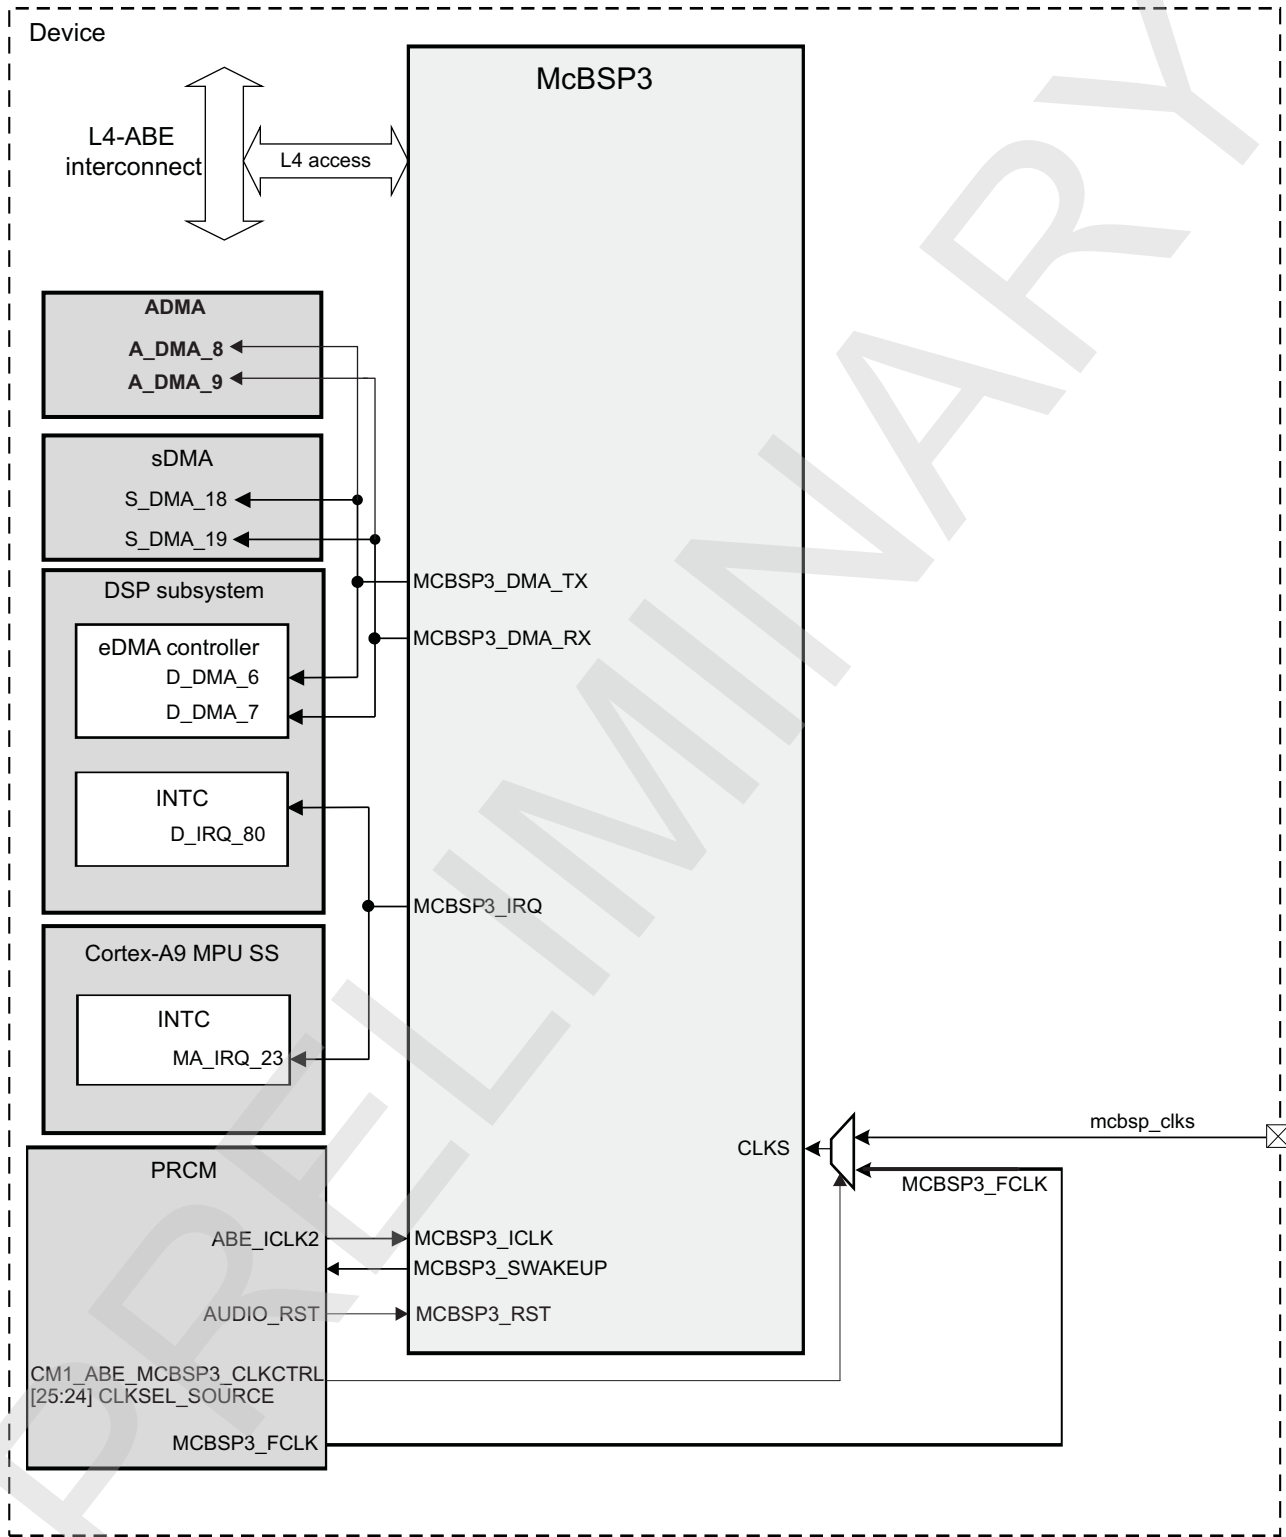 Device
McBSP3
L4-ABE
interconnect
L4 access
ADMA
A_DMA_8
A_DMA_9
sDMA
S_DMA_18
S_DMA_19
DSP subsystem
MCBSP3_DMA_TX
eDMA controller
MCBSP3_DMA_RX
D_DMA_6
D_DMA_7
INTC
D_IRQ_80
MCBSP3_IRQ
Cortex-A9 MPU SS
INTC
MA_IRQ_23
mcbsp_clks
CLKS
PRCM
MCBSP3_FCLK
ABE_ICLK2
MCBSP3_ICLK
MCBSP3_SWAKEUP
AUDIO_RST
MCBSP3_RST
CM1_ABE_MCBSP3_CLKCTRL
[25:24] CLKSEL_SOURCE
MCBSP3_FCLK
PRELIMINARY